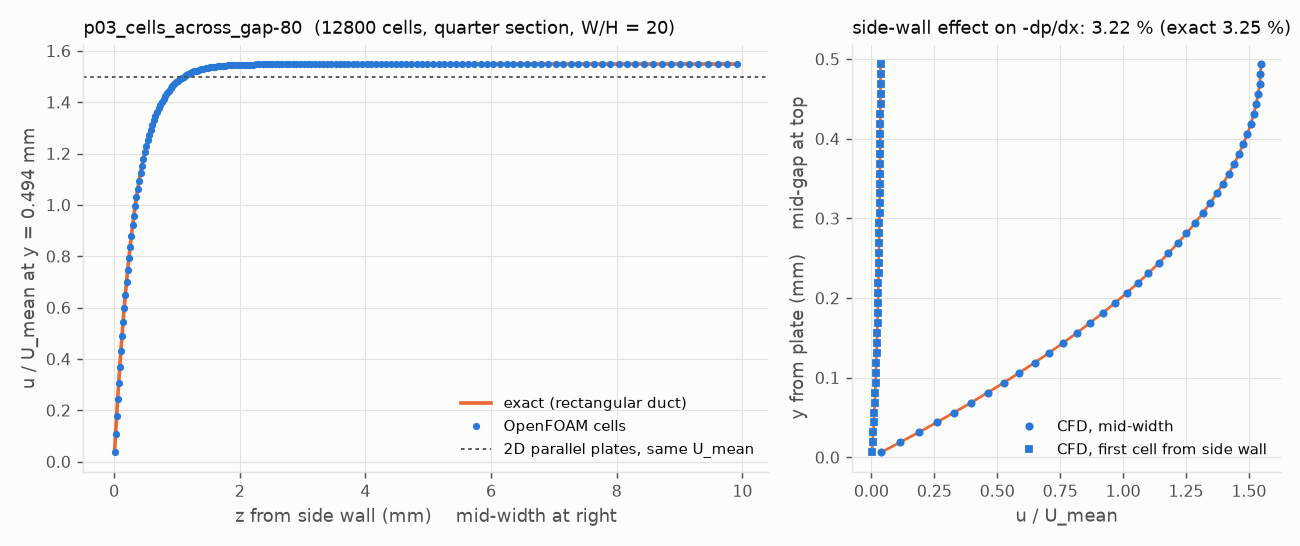 p03_cells_across_gap-80  (12800 cells, quarter section, W/H = 20)
u / U_mean at y = 0.494 mm
1.6
1.4
1.2
1.0
0.8
0.6
0.4
0.2
0.0
exact (rectangular duct)
OpenFOAM cells
2D parallel plates, same U_mean
0 2 4 6 8 10
z from side wall (mm)    mid-width at right
side-wall effect on -dp/dx: 3.22 % (exact 3.25 %)
y from plate (mm)    mid-gap at top
0.5
0.4
0.3
0.2
0.1
0.0
CFD, mid-width
CFD, first cell from side wall
0.00 0.25 0.50 0.75 1.00 1.25 1.50
u / U_mean